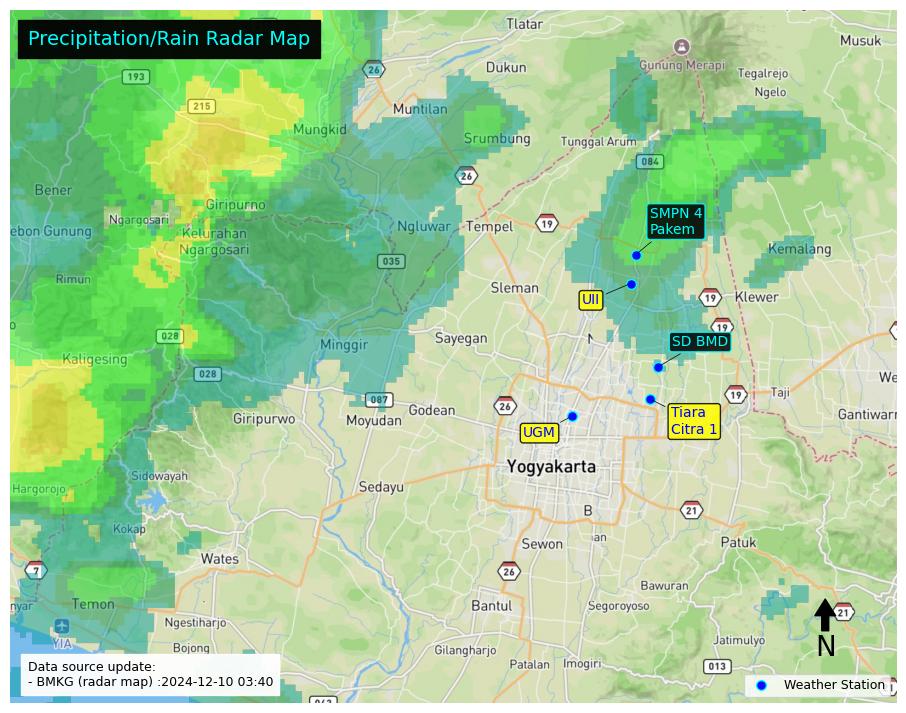 Precipitation/Rain Radar Map
Tlatar
Musuk
Gunung Merapi
26
Dukun
Tegalrejo
193
Ngelo
215
Muntilan
Mungkid
Srumbung
Tunggal Arum
084
26
Bener
Giripurno
Ngargosari
SMPN 4
Pakem
Kelurahan
Ngargosari
ebon Gunung
Ngluwar
Tempel
19
Kemalang
035
Rimun
UII
Sleman
19
Klewer
19
028
Minggir
Sayegan
N
SD BMD
Kaligesing
028
087
26
19
Taji
We
Giripurwo
Moyudan
Godean
Tiara
Citra 1
Gantiwarn
UGM
Yogyakarta
Sidowayah
Hargorojo
Sedayu
B
21
Kokap
an
Sewon
Patuk
Wates
7
26
Bawuran
nyar
Temon
Bantul
Segoroyoso
21
Ngestiharjo
YIA
Jatimulyo
N
Bojong
Gilangharjo
Patalan
Imogiri
013
Data source update:
- BMKG (radar map) :2024-12-10 03:40
Weather Station